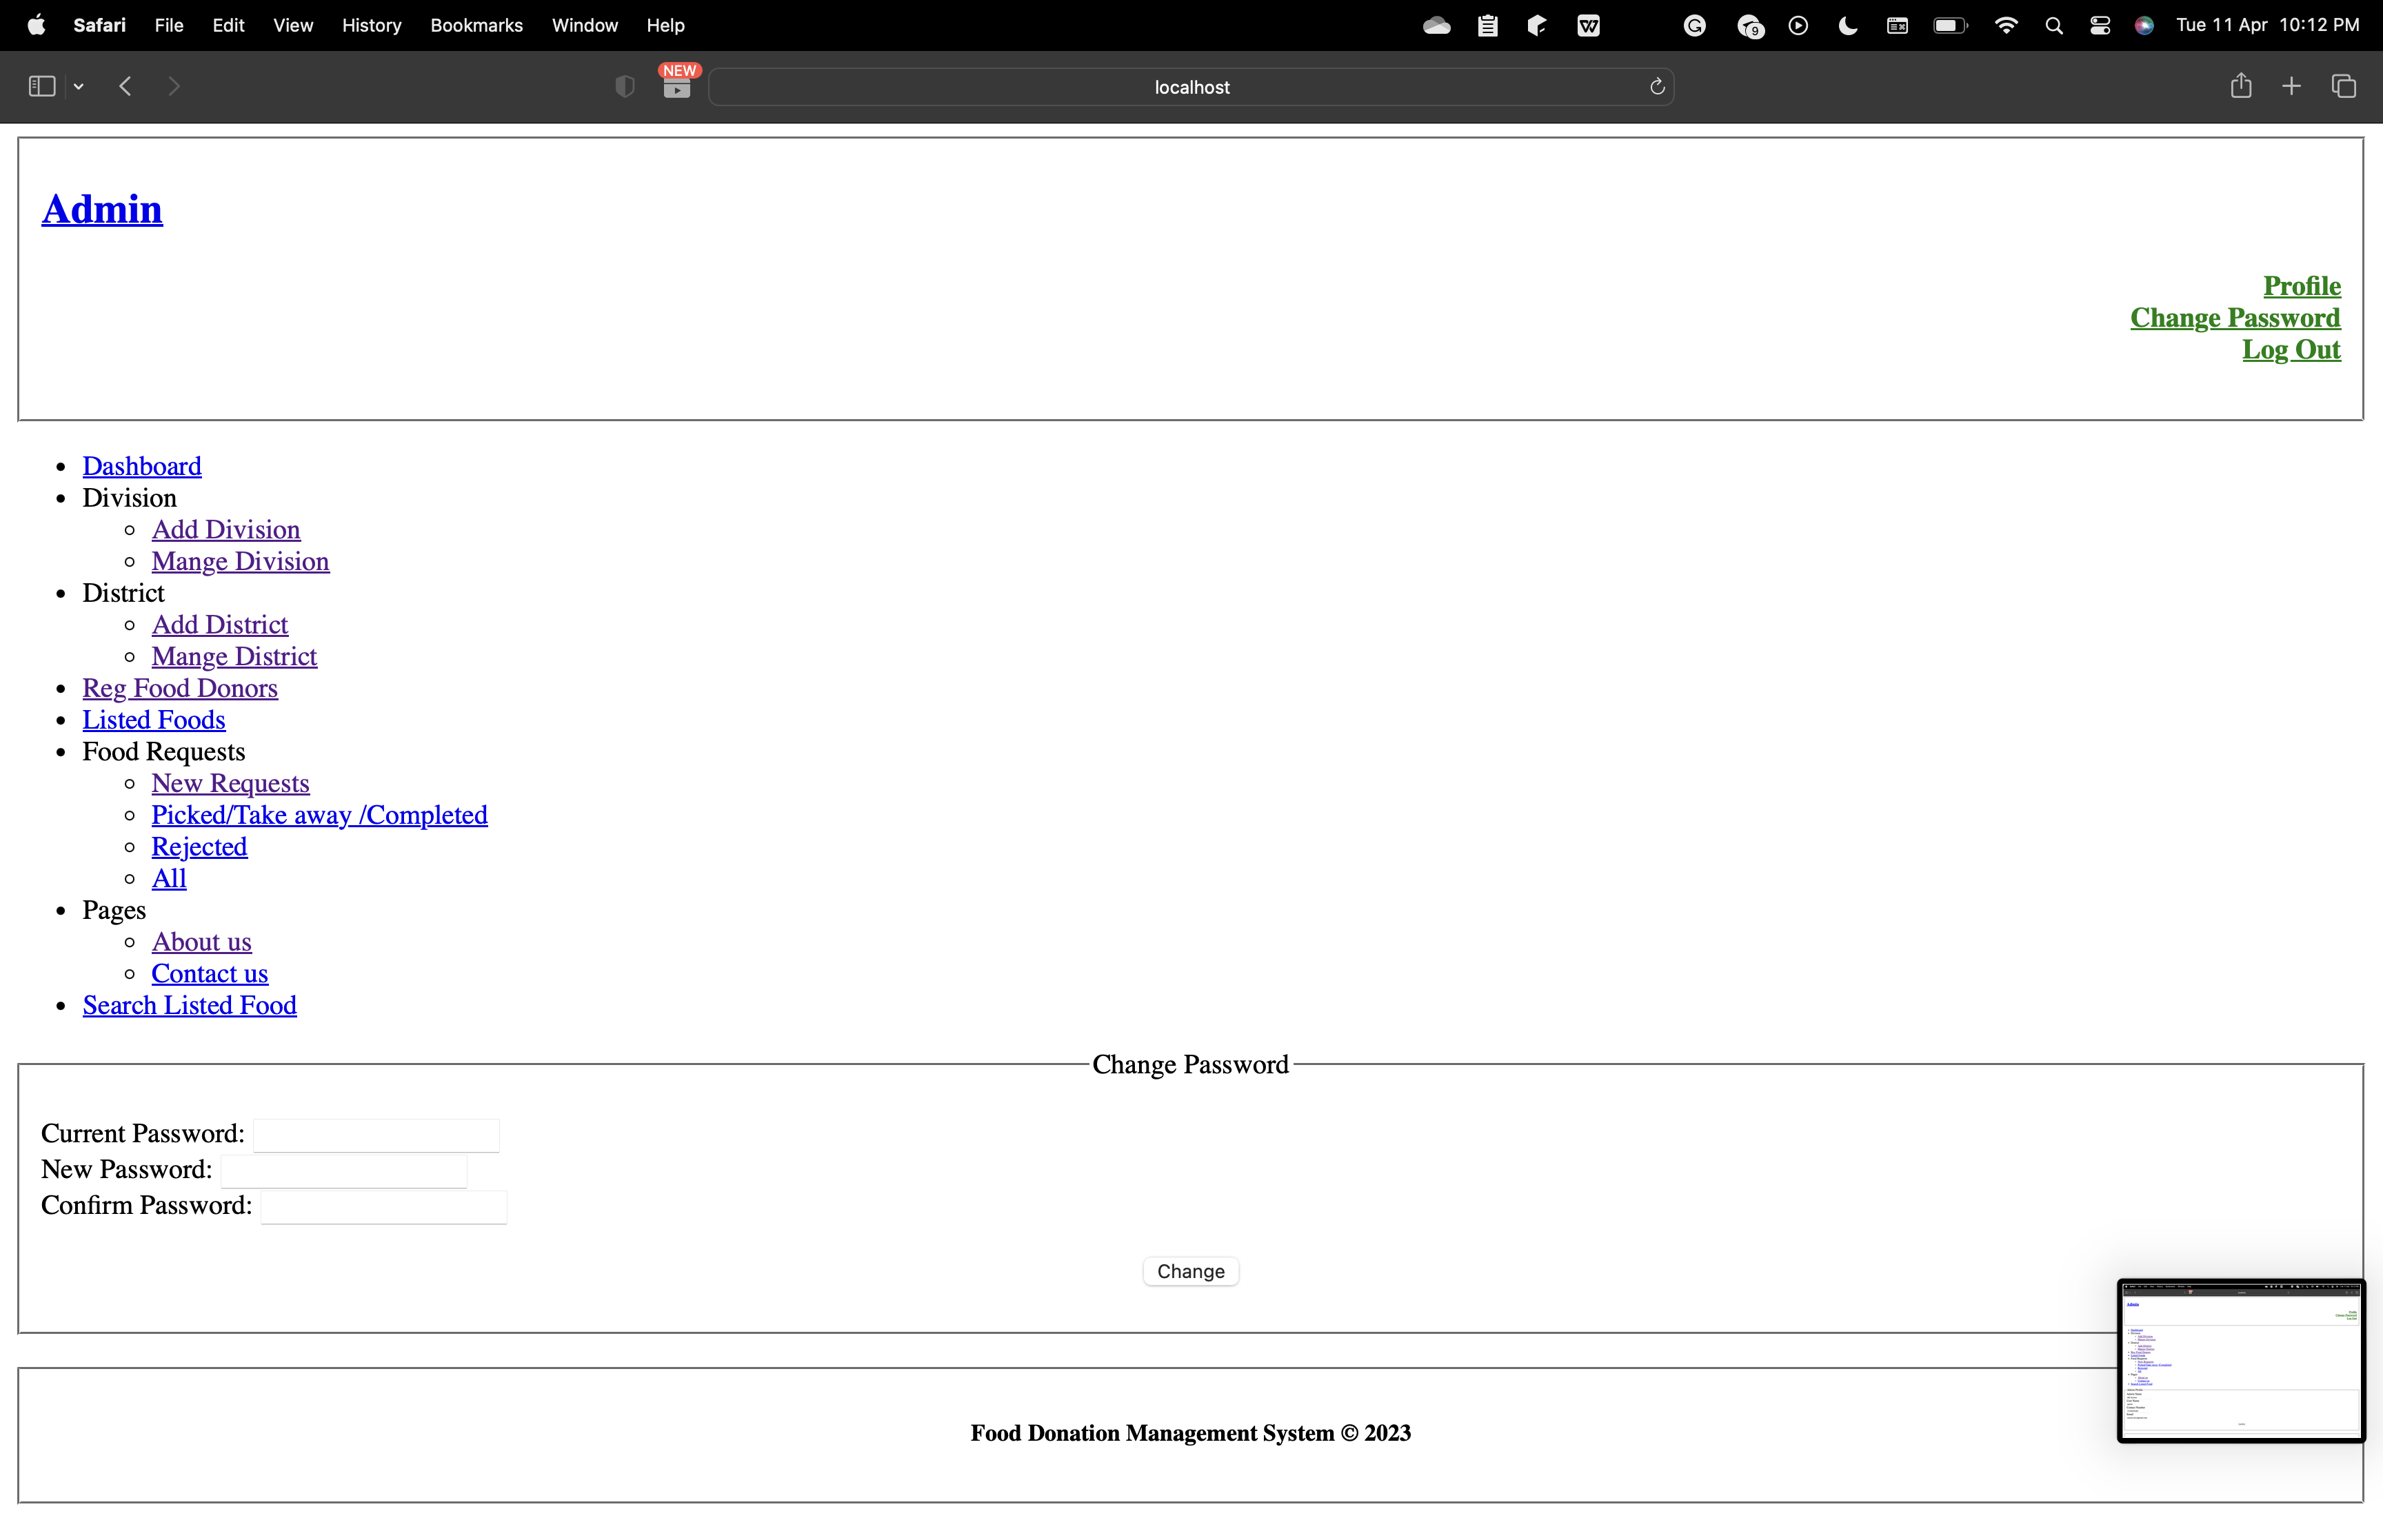 Safari File Edit View History Bookmarks Window Help 9 Tue 11 Apr 10:12 PM
NEW
localhost
Admin
Profile
Change Password
Log Out
Dashboard
Division
Add Division
Mange Division
District
Add District
Mange District
Reg Food Donors
Listed Foods
Food Requests
New Requests
Picked/Take away /Completed
Rejected
All
Pages
About us
Contact us
Search Listed Food
Change Password
Current Password:
New Password:
Confirm Password:
Change
Food Donation Management System © 2023